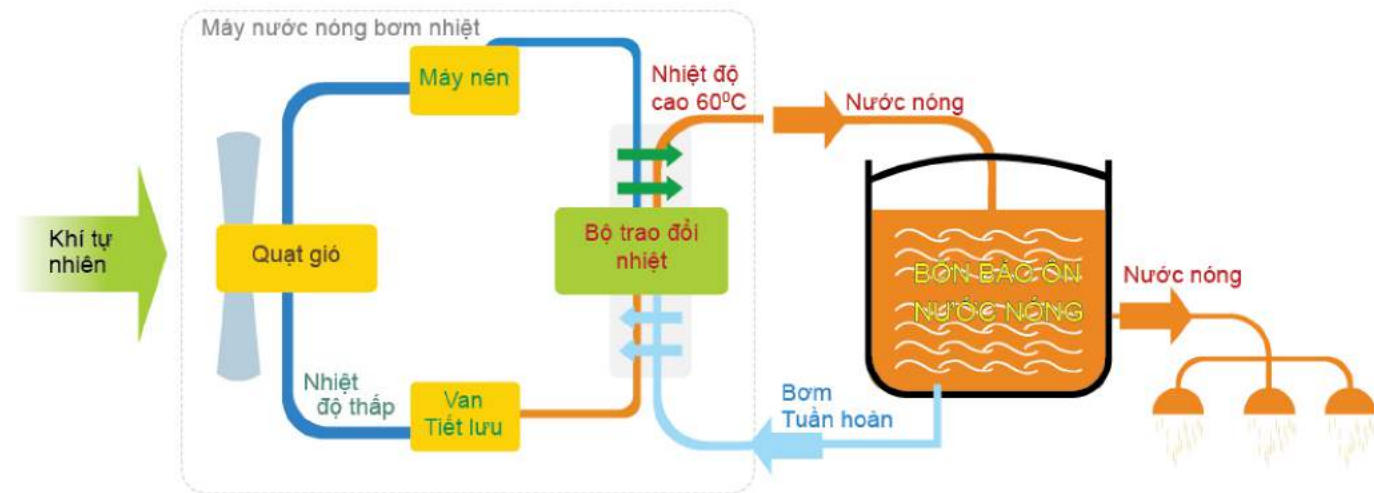 Máy nước nóng bơm nhiệt
Máy nén
Nhiệt độ
cao 60⁰C
Nước nóng
Khí tự
nhiên
Quạt gió
Bộ trao đổi
nhiệt
BỒN BẢO ÔN
NƯỚC NÓNG
Nước nóng
Nhiệt
độ thấp
Van
Tiết lưu
Bơm
Tuần hoàn